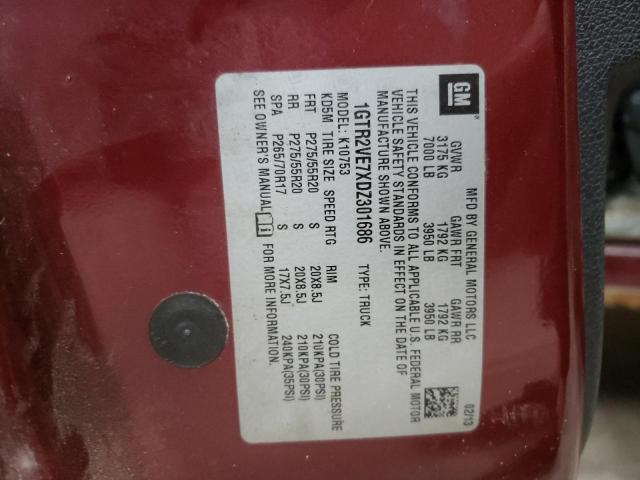 GM
MFD BY GENERAL MOTORS LLC
02/13
GVWR GAWR FRT GAWR RR
3175 KG 1792 KG 1792 KG
7000 LB 3950 LB 3950 LB
THIS VEHICLE CONFORMS TO ALL APPLICABLE U.S. FEDERAL MOTOR
VEHICLE SAFETY STANDARDS IN EFFECT ON THE DATE OF
MANUFACTURE SHOWN ABOVE.
1GTR2VE7XDZ301686 TYPE: TRUCK
MODEL: K10753
KD5M TIRE SIZE SPEED RTG RIM COLD TIRE PRESSURE
FRT P275/55R20 S 20X8.5J 210KPA(30PSI)
RR P275/55R20 S 20X8.5J 210KPA(30PSI)
SPA P265/70R17 S 17X7.5J 240KPA(35PSI)
SEE OWNER'S MANUAL i FOR MORE INFORMATION.